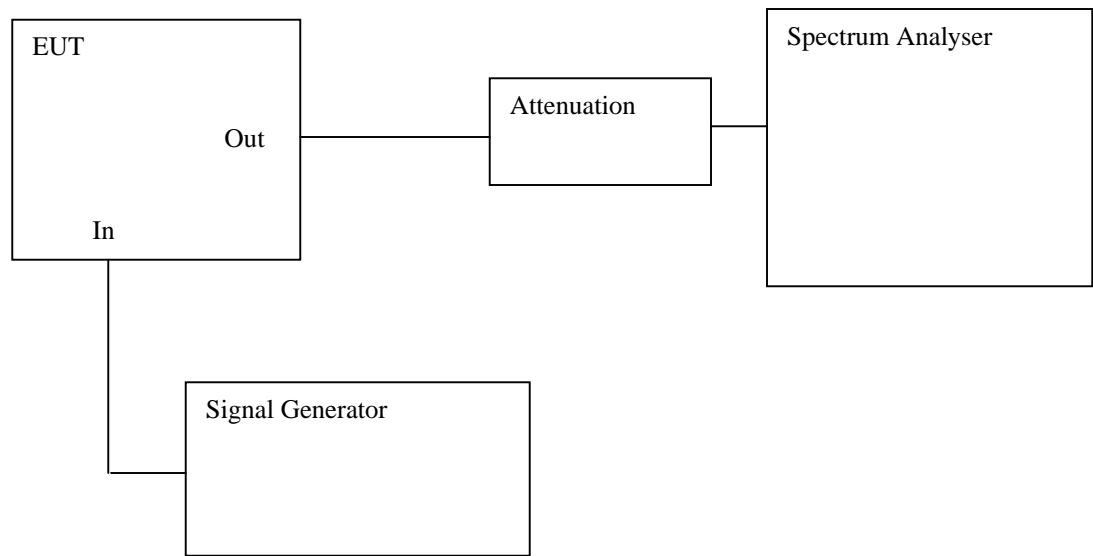 EUT
Spectrum Analyser
Attenuation
Out
In
Signal Generator